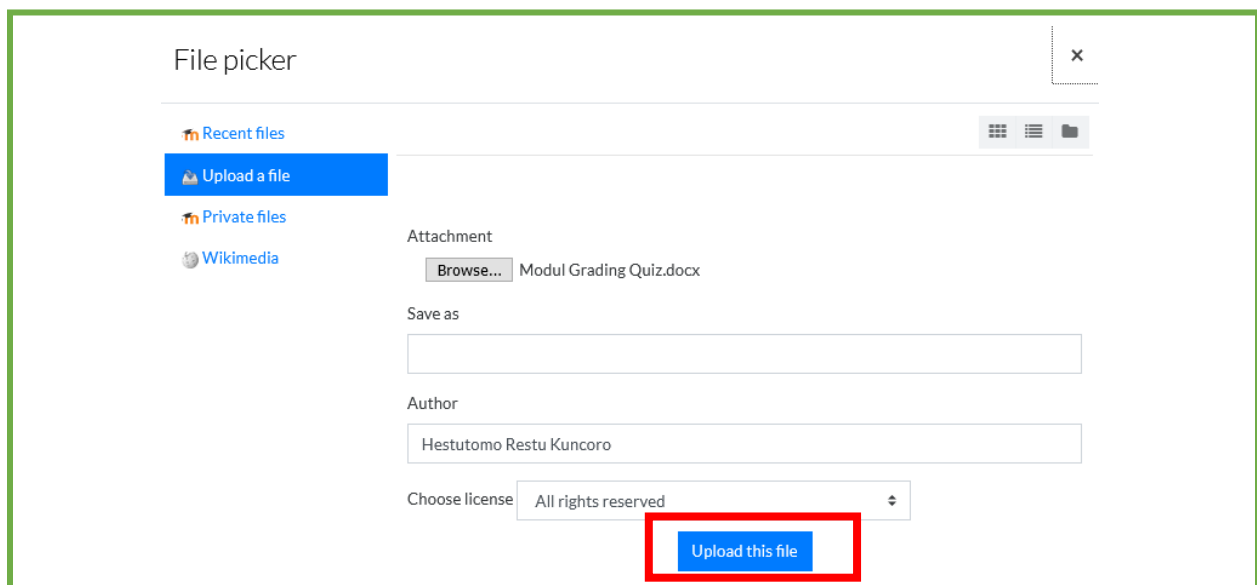 File picker
×
Recent files
Upload a file
Private files
Wikimedia
Attachment
Browse... Modul Grading Quiz.docx
Save as
Author
Hestutomo Restu Kuncoro
Choose license All rights reserved
Upload this file